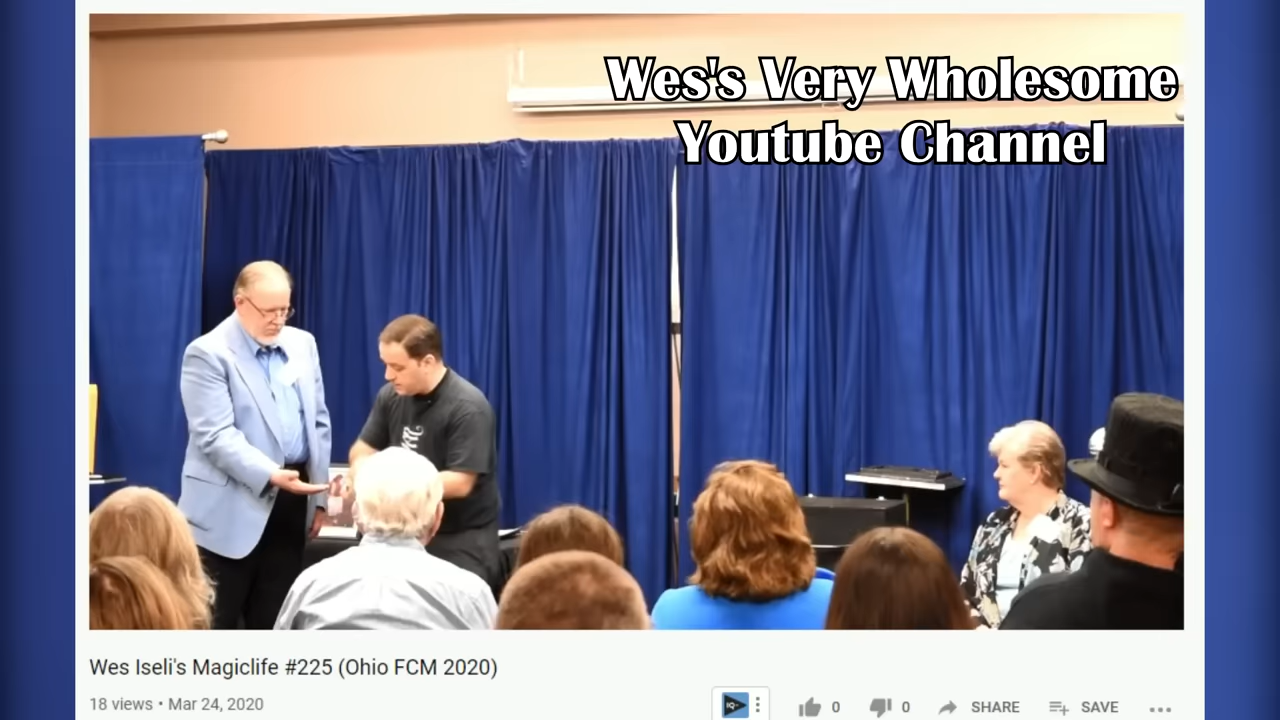 Wes's Very Wholesome
Youtube Channel
Wes Iseli's Magiclife #225 (Ohio FCM 2020)
18 views • Mar 24, 2020
IQ
0
0
SHARE
SAVE